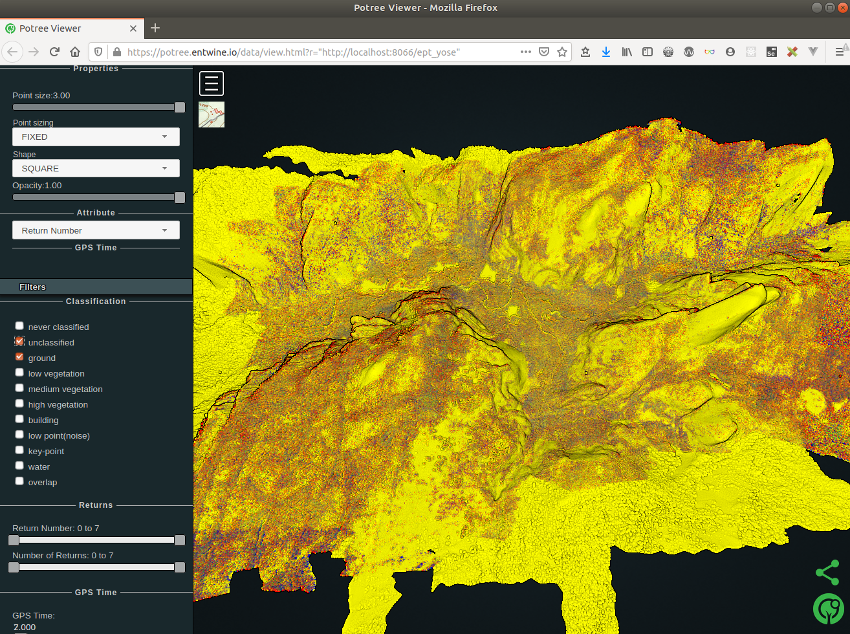 Potree Viewer - Mozilla Firefox
Potree Viewer
https://potree.entwine.io/data/view.html?r="http://localhost:8066/ept_yose"
Properties
Point size:3.00
Point sizing
FIXED
Shape
SQUARE
Opacity:1.00
Attribute
Return Number
GPS Time
Filters
Classification
never classified
unclassified
ground
low vegetation
medium vegetation
high vegetation
building
low point(noise)
key-point
water
overlap
Returns
Return Number: 0 to 7
Number of Returns: 0 to 7
GPS Time
GPS Time:
2.000